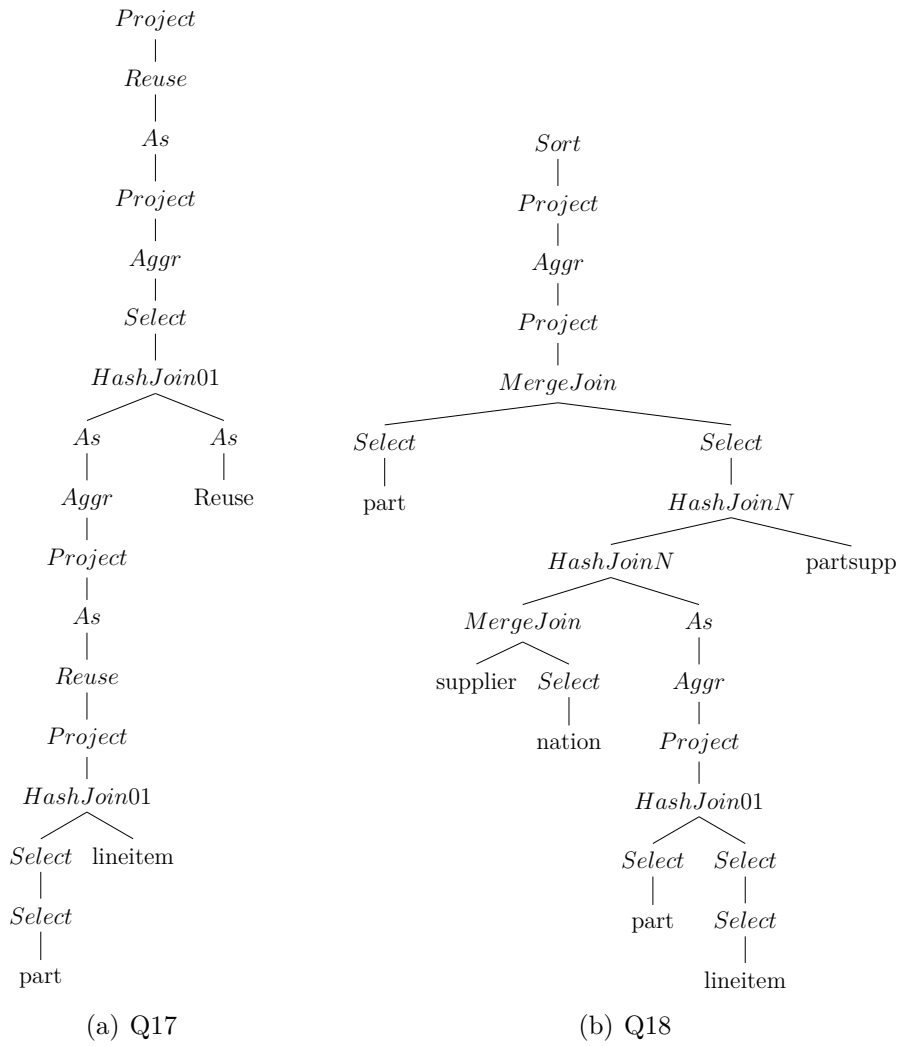 Project
Reuse
As
Project
Aggr
Select
HashJoin01
As As
Aggr Reuse
Project
As
Reuse
Project
HashJoin01
Select lineitem
Select
part
(a) Q17
Sort
Project
Aggr
Project
MergeJoin
Select Select
part HashJoinN
HashJoinN partsupp
MergeJoin As
supplier Select Aggr
nation Project
HashJoin01
Select Select
part Select
lineitem
(b) Q18